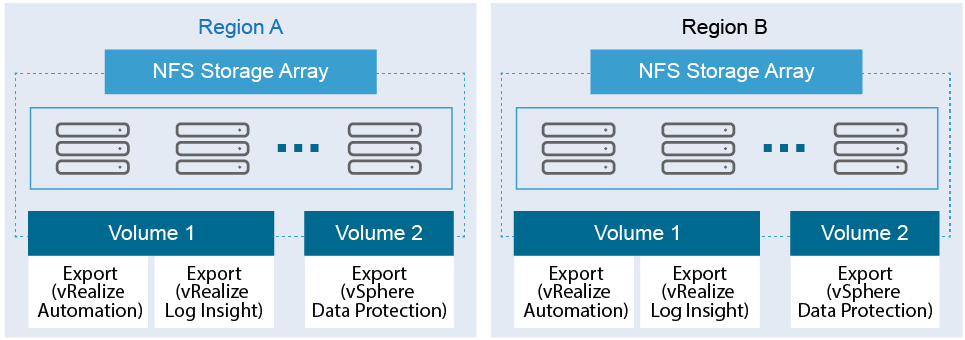 Region A
NFS Storage Array
Volume 1
Volume 2
Export
(vRealize
Automation)
Export
(vRealize
Log Insight)
Export
(vSphere
Data Protection)
Region B
NFS Storage Array
Volume 1
Volume 2
Export
(vRealize
Automation)
Export
(vRealize
Log Insight)
Export
(vSphere
Data Protection)